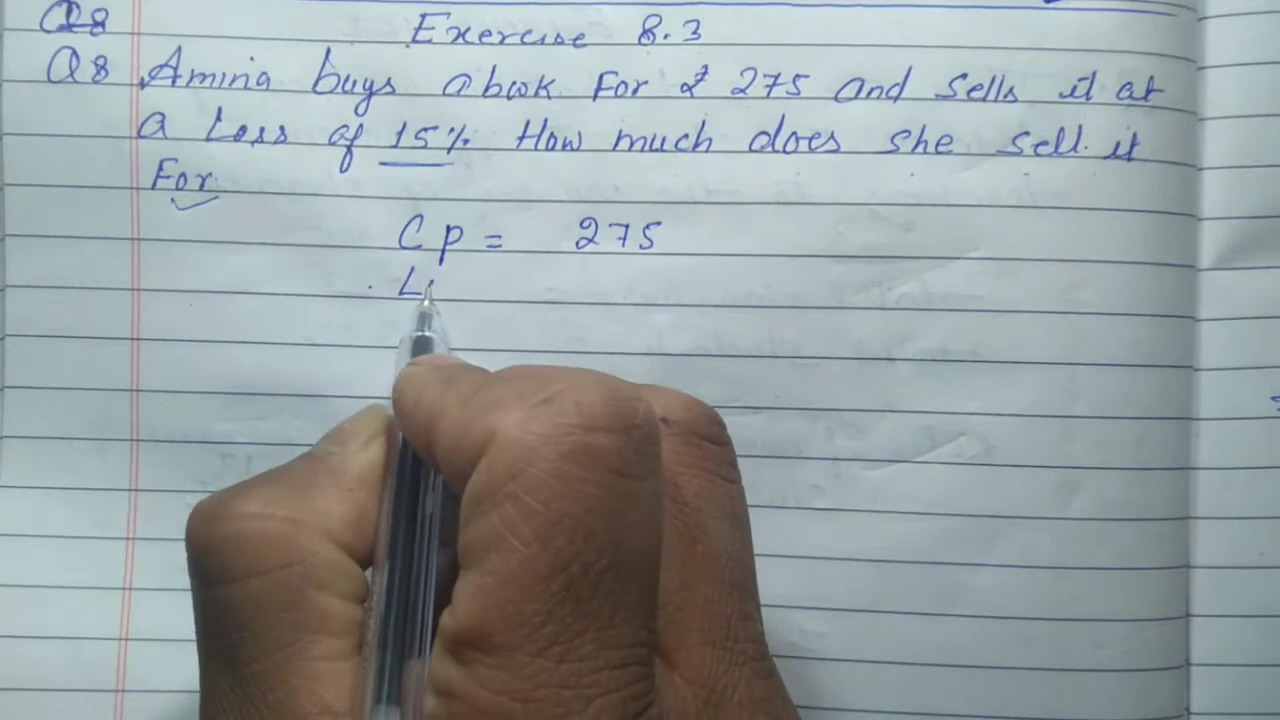 Q8
Exercise 8.3
Q8 Amina buys a book For ₹ 275 and Sells it at
a Loss of 15% How much does she sell it
For
CP = 275
L